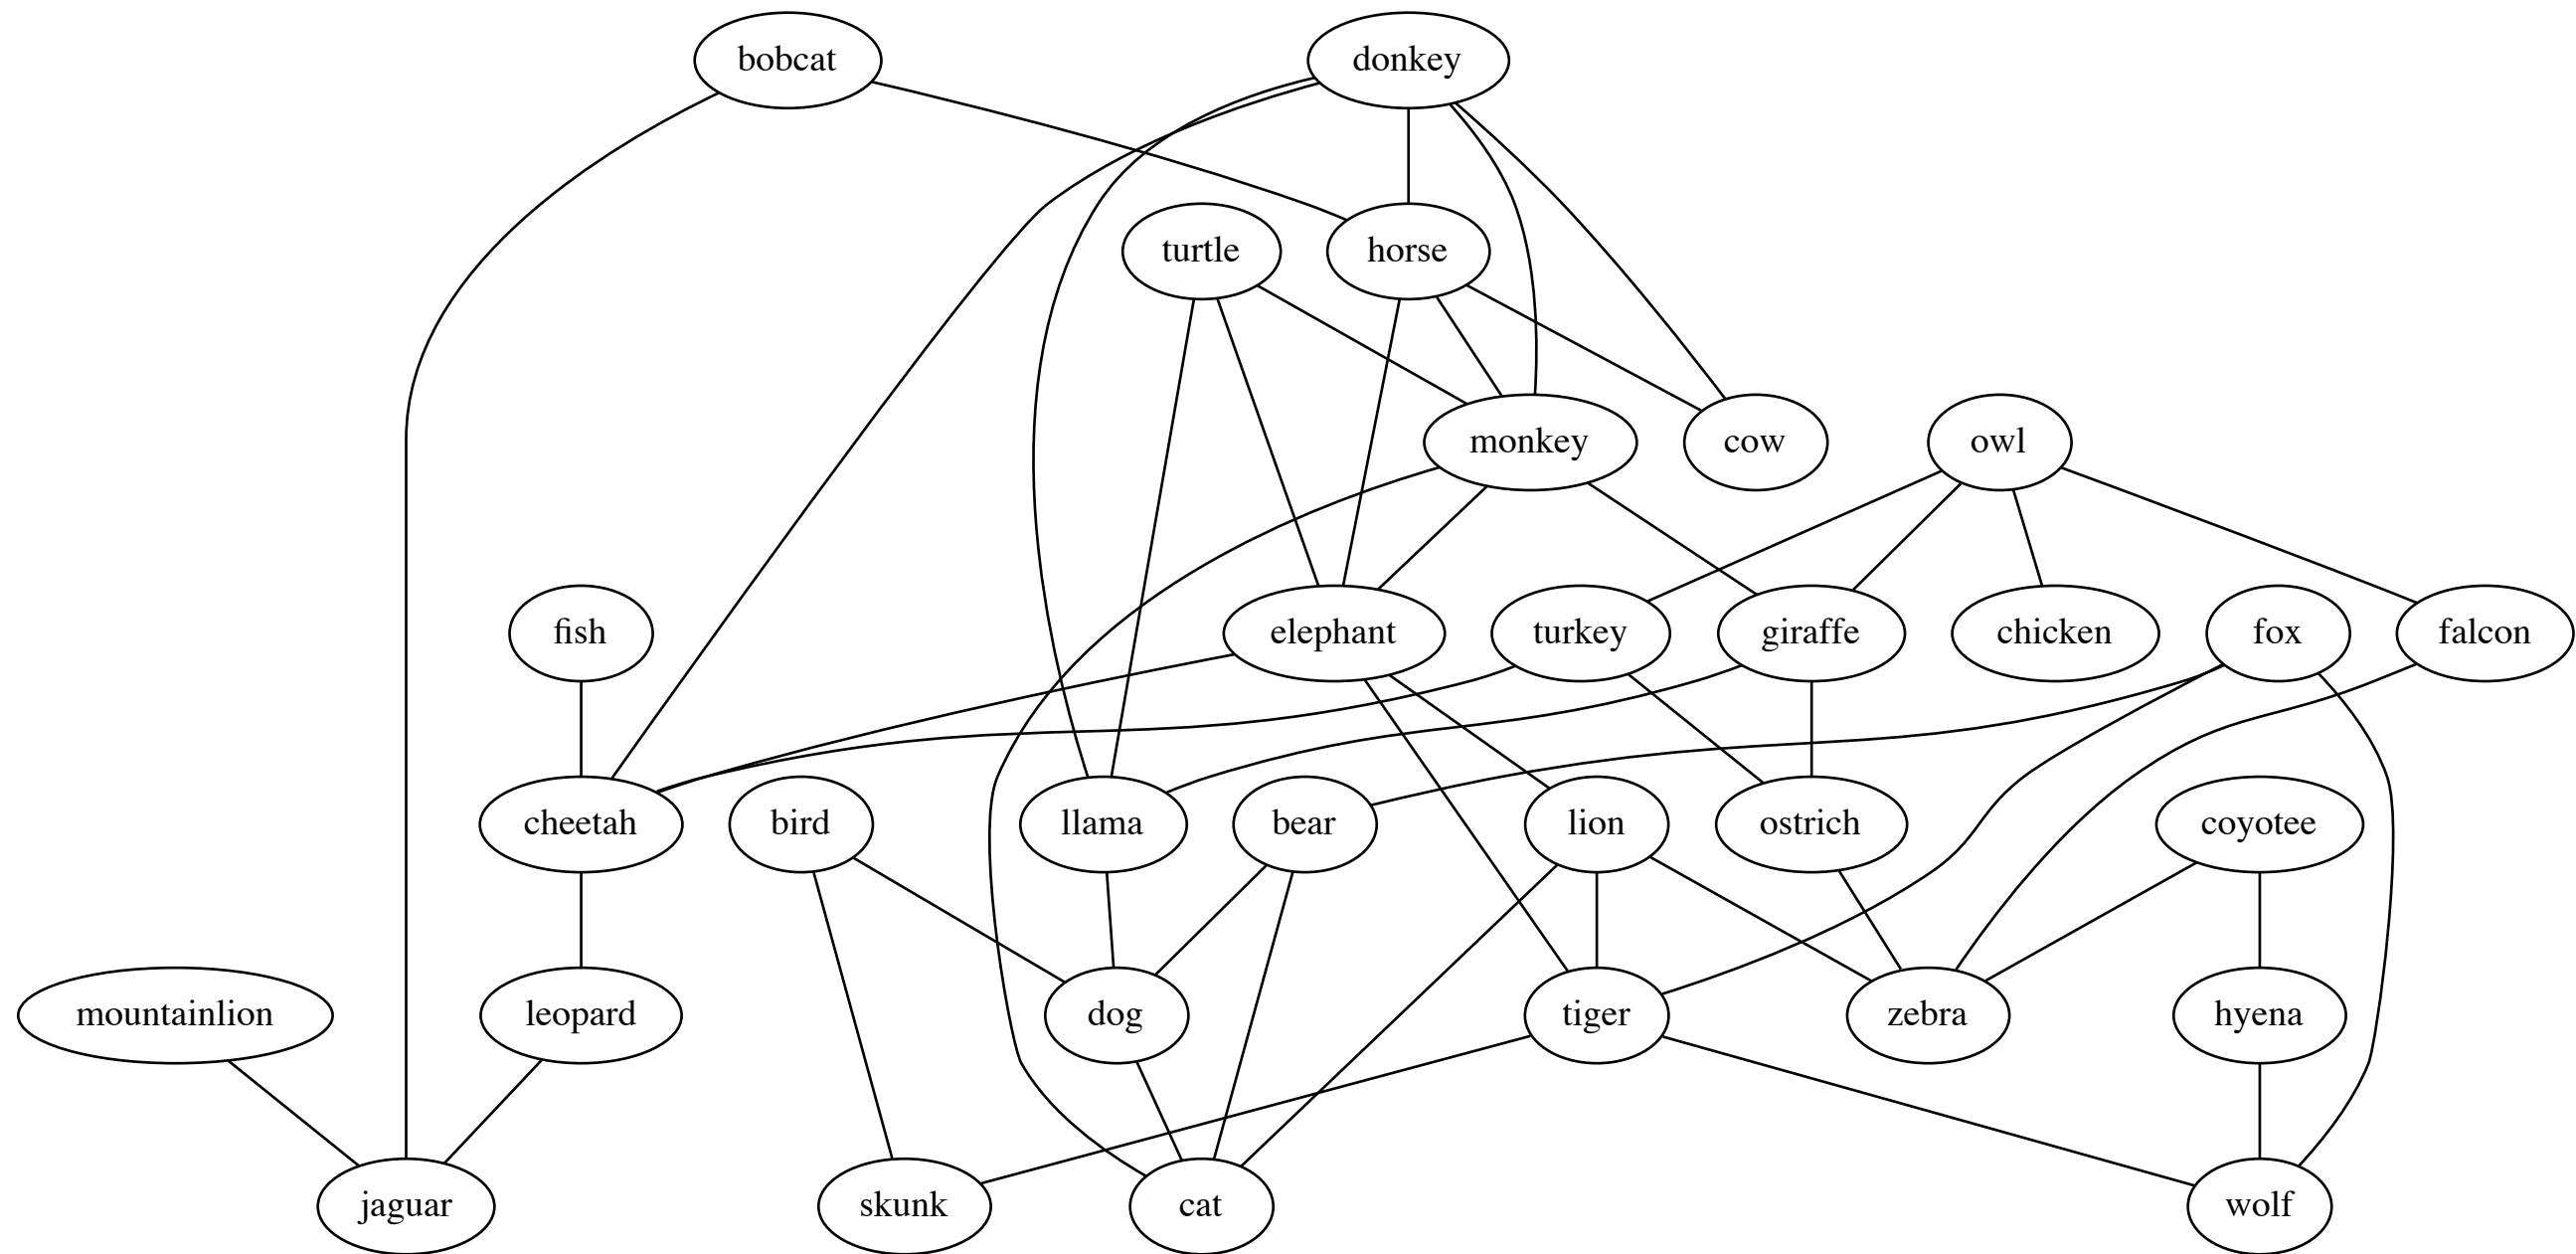 bobcat
donkey
turtle
horse
monkey
cow
owl
fish
elephant
turkey
giraffe
chicken
fox
falcon
cheetah
bird
llama
bear
lion
ostrich
coyotee
mountainlion
leopard
dog
tiger
zebra
hyena
jaguar
skunk
cat
wolf